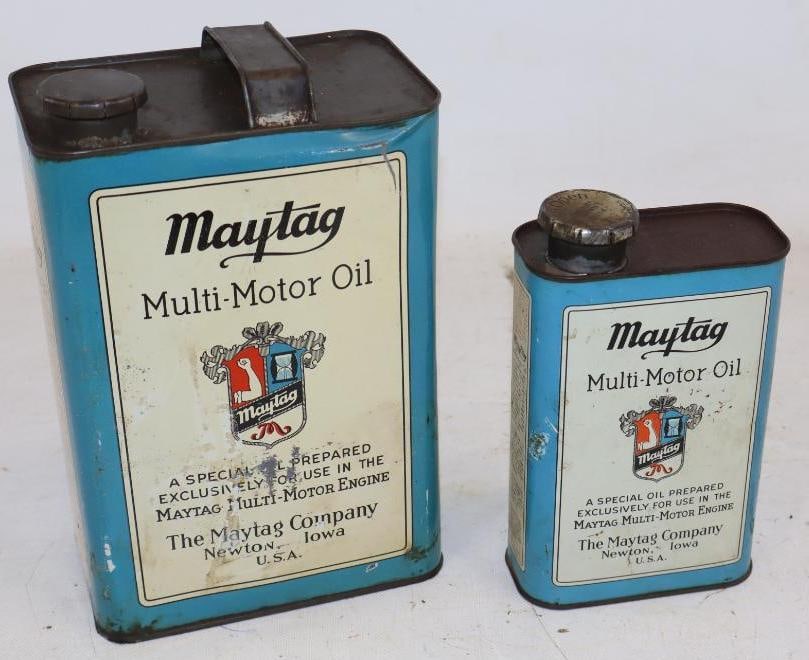 Maytag
Multi-Motor Oil
Maytag
M
A SPECIAL PREPARED
EXCLUSIVELY FOR USE IN THE
MAYTAG MULTI-MOTOR ENGINE
The Maytag Company
Newton, Iowa
U.S.A.
Maytag
Multi-Motor Oil
Maytag
M
A SPECIAL OIL PREPARED
EXCLUSIVELY FOR USE IN THE
MAYTAG MULTI-MOTOR ENGINE
The Maytag Company
Newton, Iowa
U.S.A.